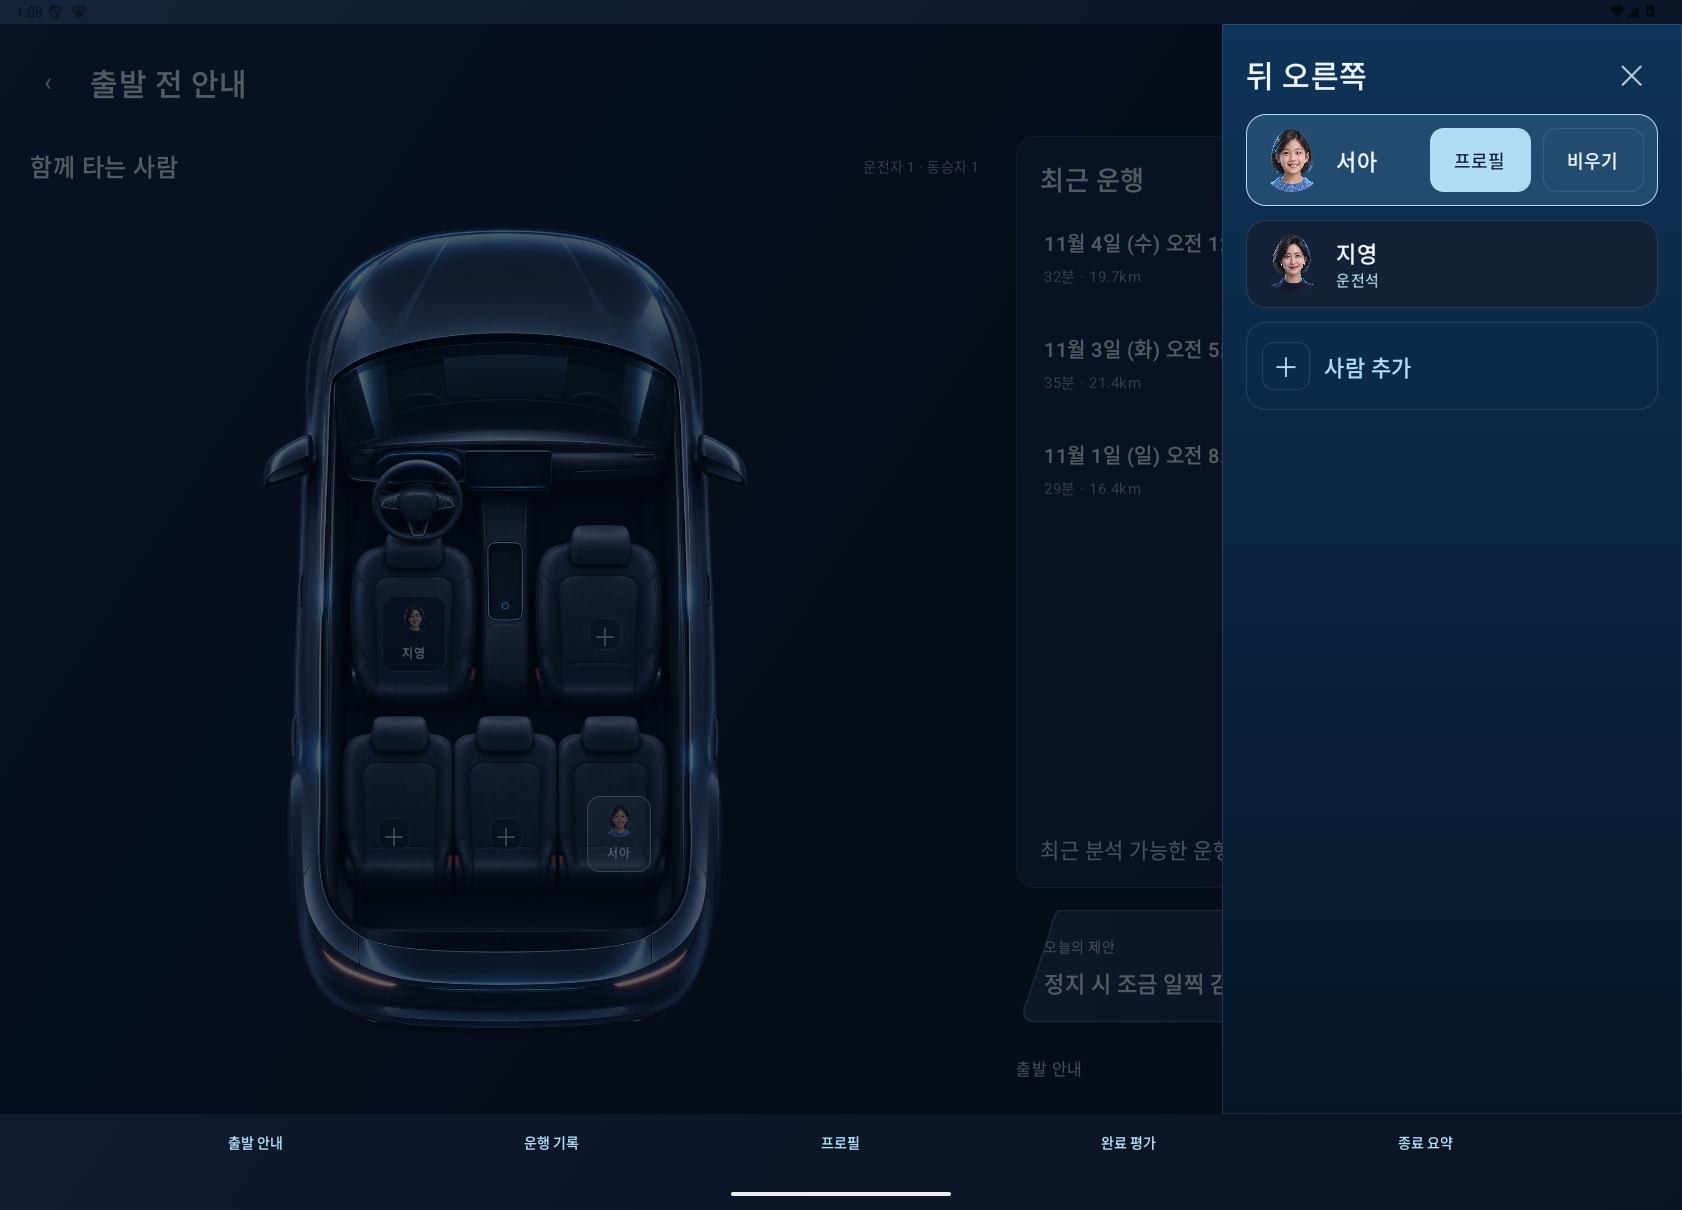 1:08
출발 전 안내
함께 타는 사람
운전자 1 · 동승자 1
지영
서아
최근 운행
11월 4일 (수) 오전 12
32분 · 19.7km
11월 3일 (화) 오전 5:
35분 · 21.4km
11월 1일 (일) 오전 8:
29분 · 16.4km
최근 분석 가능한 운행
오늘의 제안
정지 시 조금 일찍
출발 안내
뒤 오른쪽
서아
프로필
비우기
지영
운전석
사람 추가
출발 안내
운행 기록
프로필
완료 평가
종료 요약